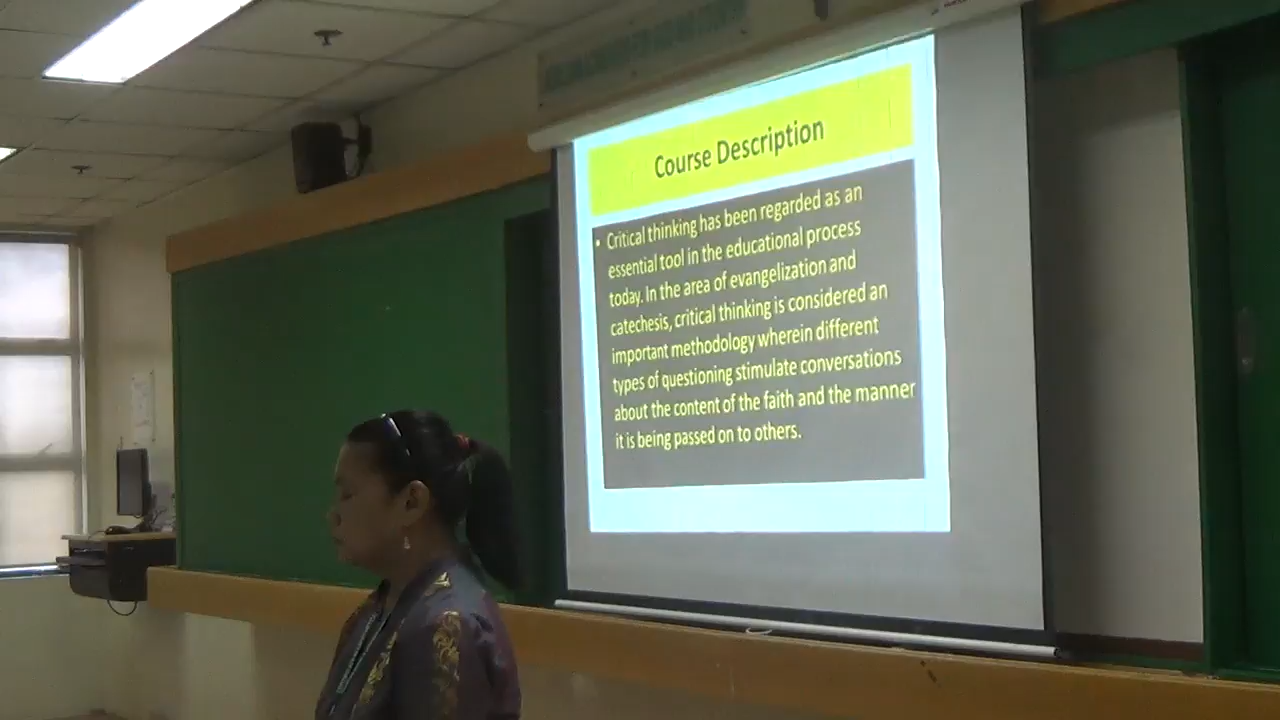 Course Description
• Critical thinking has been regarded as an
essential tool in the educational process
today. In the area of evangelization and
catechesis, critical thinking is considered an
important methodology wherein different
types of questioning stimulate conversations
about the content of the faith and the manner
it is being passed on to others.